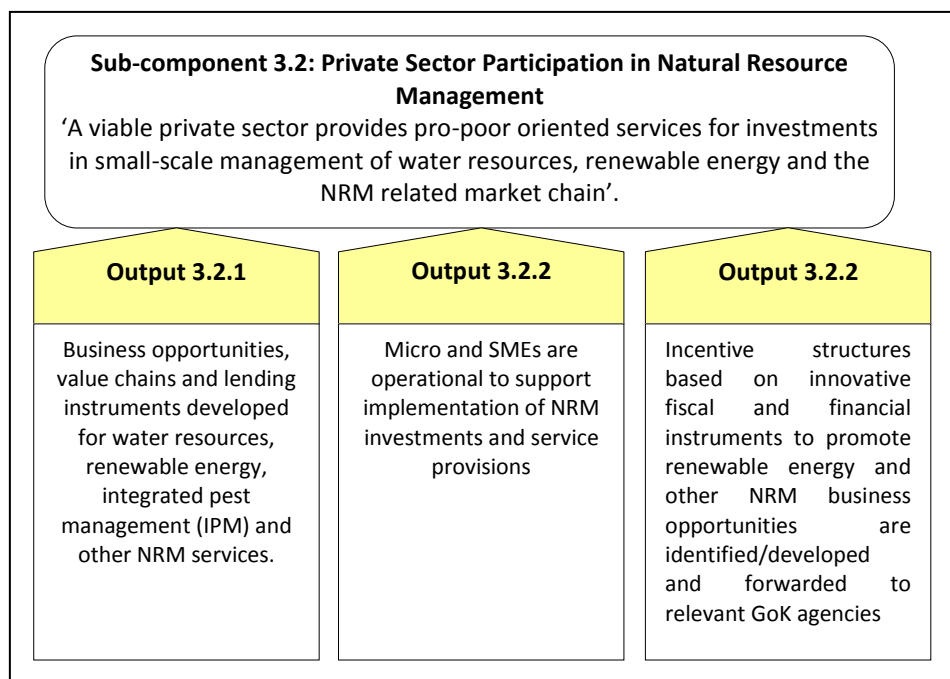 Sub-component 3.2: Private Sector Participation in Natural Resource
Management
‘A viable private sector provides pro-poor oriented services for investments
in small-scale management of water resources, renewable energy and the
NRM related market chain’.
Output 3.2.1
Business opportunities,
value chains and lending
instruments developed
for water resources,
renewable energy,
integrated pest
management (IPM) and
other NRM services.
Output 3.2.2
Micro and SMEs are
operational to support
implementation of NRM
investments and service
provisions
Output 3.2.2
Incentive structures
based on innovative
fiscal and financial
instruments to promote
renewable energy and
other NRM business
opportunities are
identified/developed
and forwarded to
relevant GoK agencies